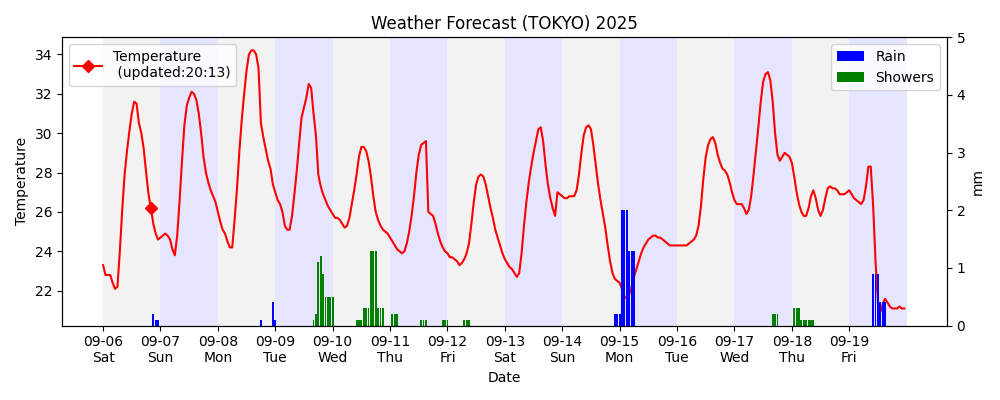 Weather Forecast (TOKYO) 2025
Temperature
(updated:20:13)
Rain
Showers
Temperature
34
32
30
28
26
24
22
5
4
3
2
1
0
mm
09-06 09-07 09-08 09-09 09-10 09-11 09-12 09-13 09-14 09-15 09-16 09-17 09-18 09-19
Sat Sun Mon Tue Wed Thu Fri Sat Sun Mon Tue Wed Thu Fri
Date